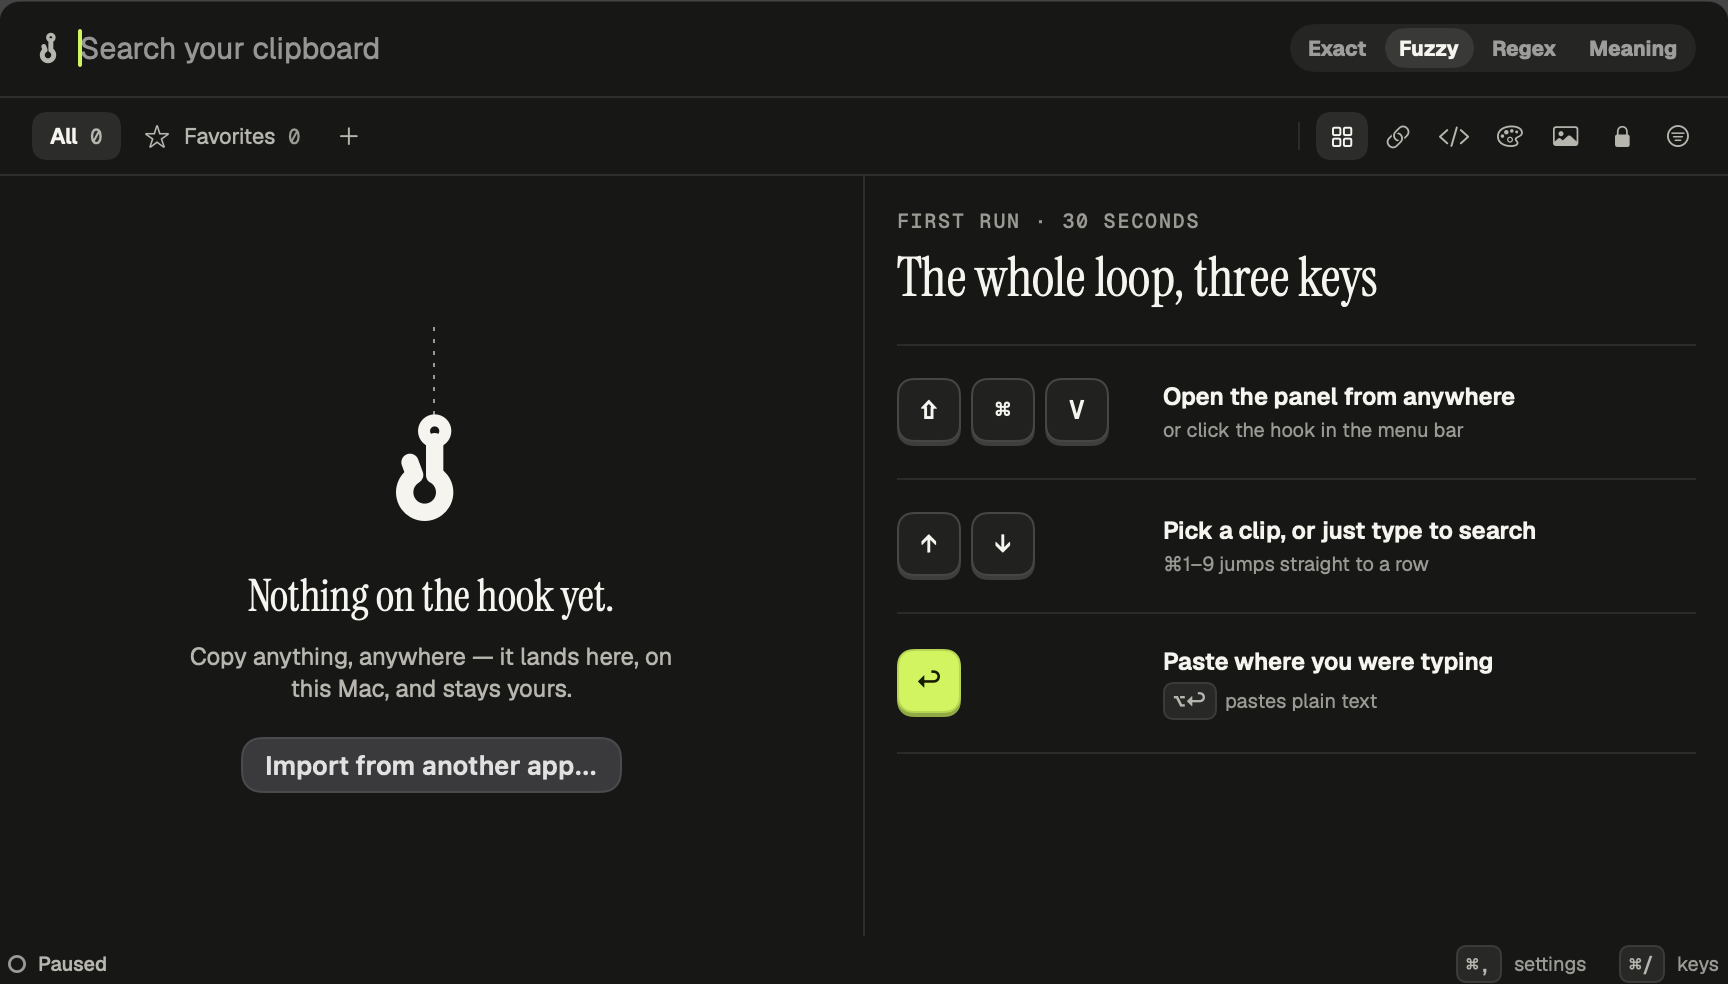 Search your clipboard
Exact Fuzzy Regex Meaning
All 0 Favorites 0 +
Nothing on the hook yet.
Copy anything, anywhere — it lands here, on
this Mac, and stays yours.
Import from another app...
FIRST RUN · 30 SECONDS
The whole loop, three keys
⇧ ⌘ V
Open the panel from anywhere
or click the hook in the menu bar
↑ ↓
Pick a clip, or just type to search
⌘1–9 jumps straight to a row
↩
Paste where you were typing
⌥↩ pastes plain text
Paused
⌘, settings ⌘/ keys